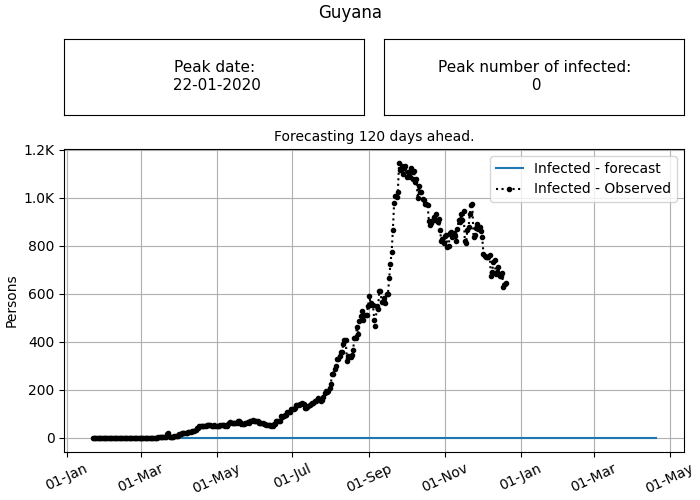 Guyana
Peak date:
22-01-2020
Peak number of infected:
0
Forecasting 120 days ahead.
Infected - forecast
Infected - Observed
Persons
1.2K
1.0K
800
600
400
200
0
01-Jan
01-Mar
01-May
01-Jul
01-Sep
01-Nov
01-Jan
01-Mar
01-May